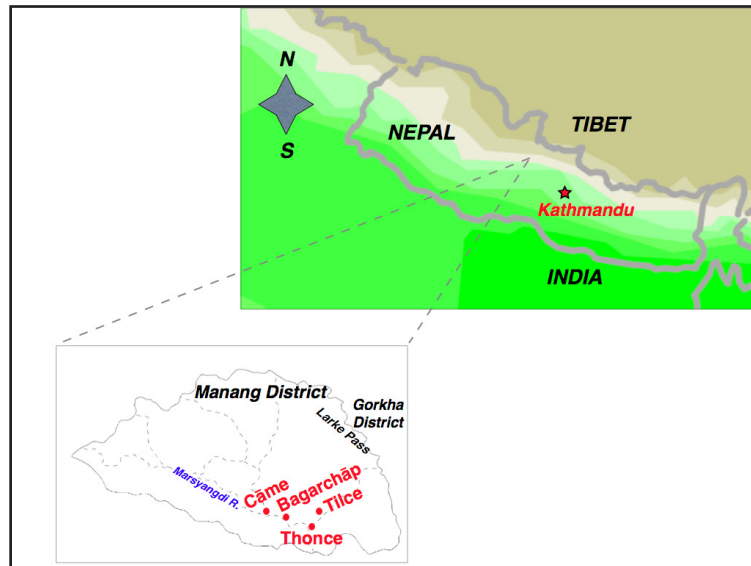 N
S
NEPAL
TIBET
Kathmandu
INDIA
Manang District
Gorkha
District
Larke Pass
Marsyangdi R.
Cāme
Bagarchāp
Tilce
Thonce